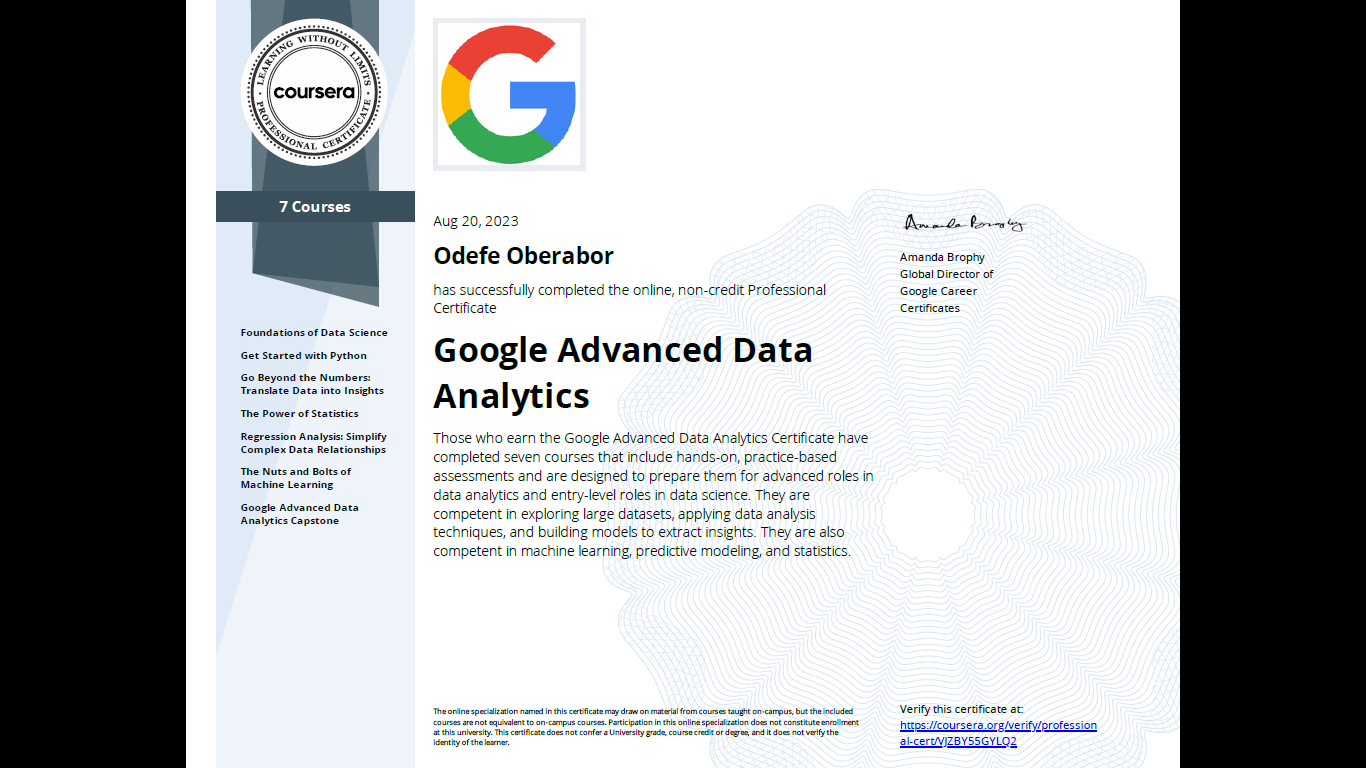 LEARNING WITHOUT LIMITS
coursera
PROFESSIONAL CERTIFICATE
7 Courses
Foundations of Data Science
Get Started with Python
Go Beyond the Numbers:
Translate Data into Insights
The Power of Statistics
Regression Analysis: Simplify
Complex Data Relationships
The Nuts and Bolts of
Machine Learning
Google Advanced Data
Analytics Capstone
Aug 20, 2023
Odefe Oberabor
has successfully completed the online, non-credit Professional
Certificate
Google Advanced Data
Analytics
Those who earn the Google Advanced Data Analytics Certificate have
completed seven courses that include hands-on, practice-based
assessments and are designed to prepare them for advanced roles in
data analytics and entry-level roles in data science. They are
competent in exploring large datasets, applying data analysis
techniques, and building models to extract insights. They are also
competent in machine learning, predictive modeling, and statistics.
The online specialization named in this certificate may draw on material from courses taught on-campus, but the included
courses are not equivalent to on-campus courses. Participation in this online specialization does not constitute enrollment
at this university. This certificate does not confer a University grade, course credit or degree, and it does not verify the
identity of the learner.
Amanda Brophy
Amanda Brophy
Global Director of
Google Career
Certificates
Verify this certificate at:
https://coursera.org/verify/profession
al-cert/VJZBY55GYLQ2